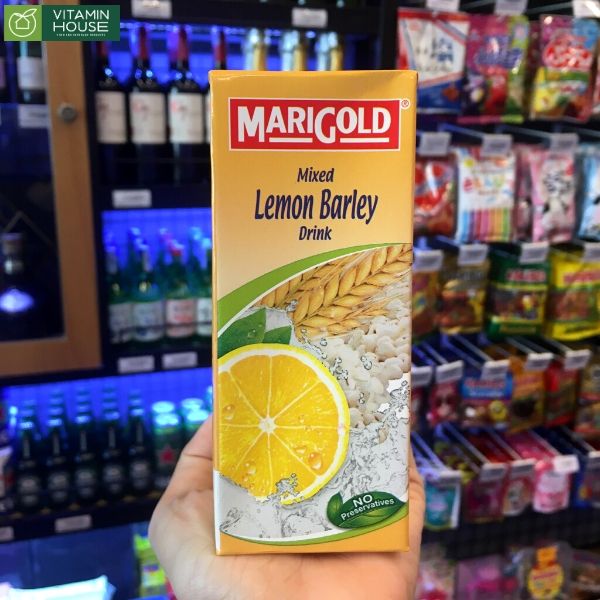 VITAMIN
HOUSE
MARIGOLD®
Mixed
Lemon Barley
Drink
NO
Preservatives